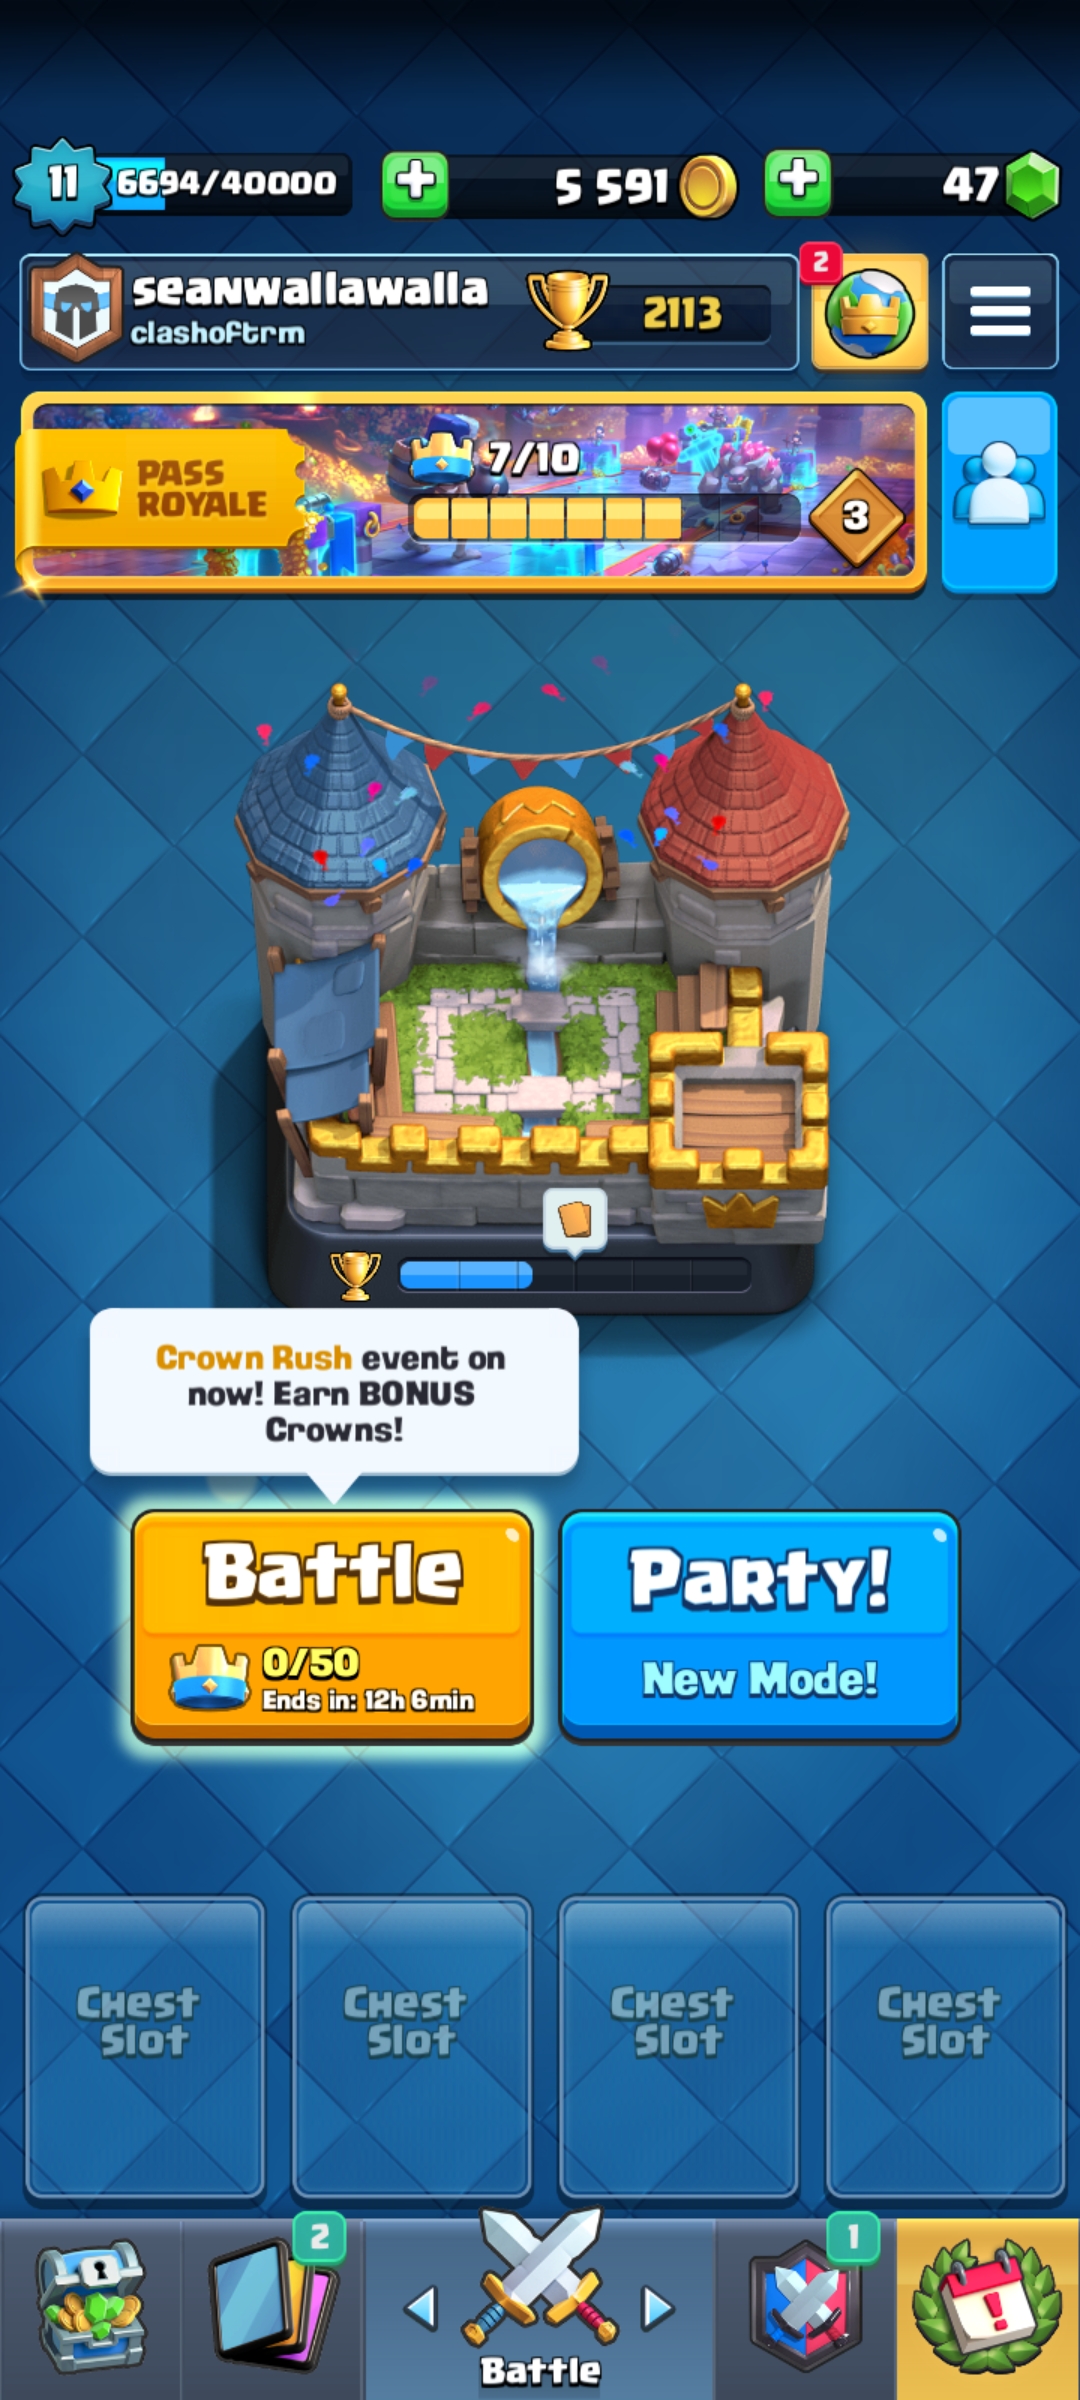 11
6694/40000
5 591
47
seanwallawalla
clashoftrm
2113
2
PASS
ROYALE
7/10
3
Crown Rush event on
now! Earn BONUS
Crowns!
Battle
0/50
Ends in: 12h 6min
Party!
New Mode!
Chest
Slot
Chest
Slot
Chest
Slot
Chest
Slot
2
1
!
Battle